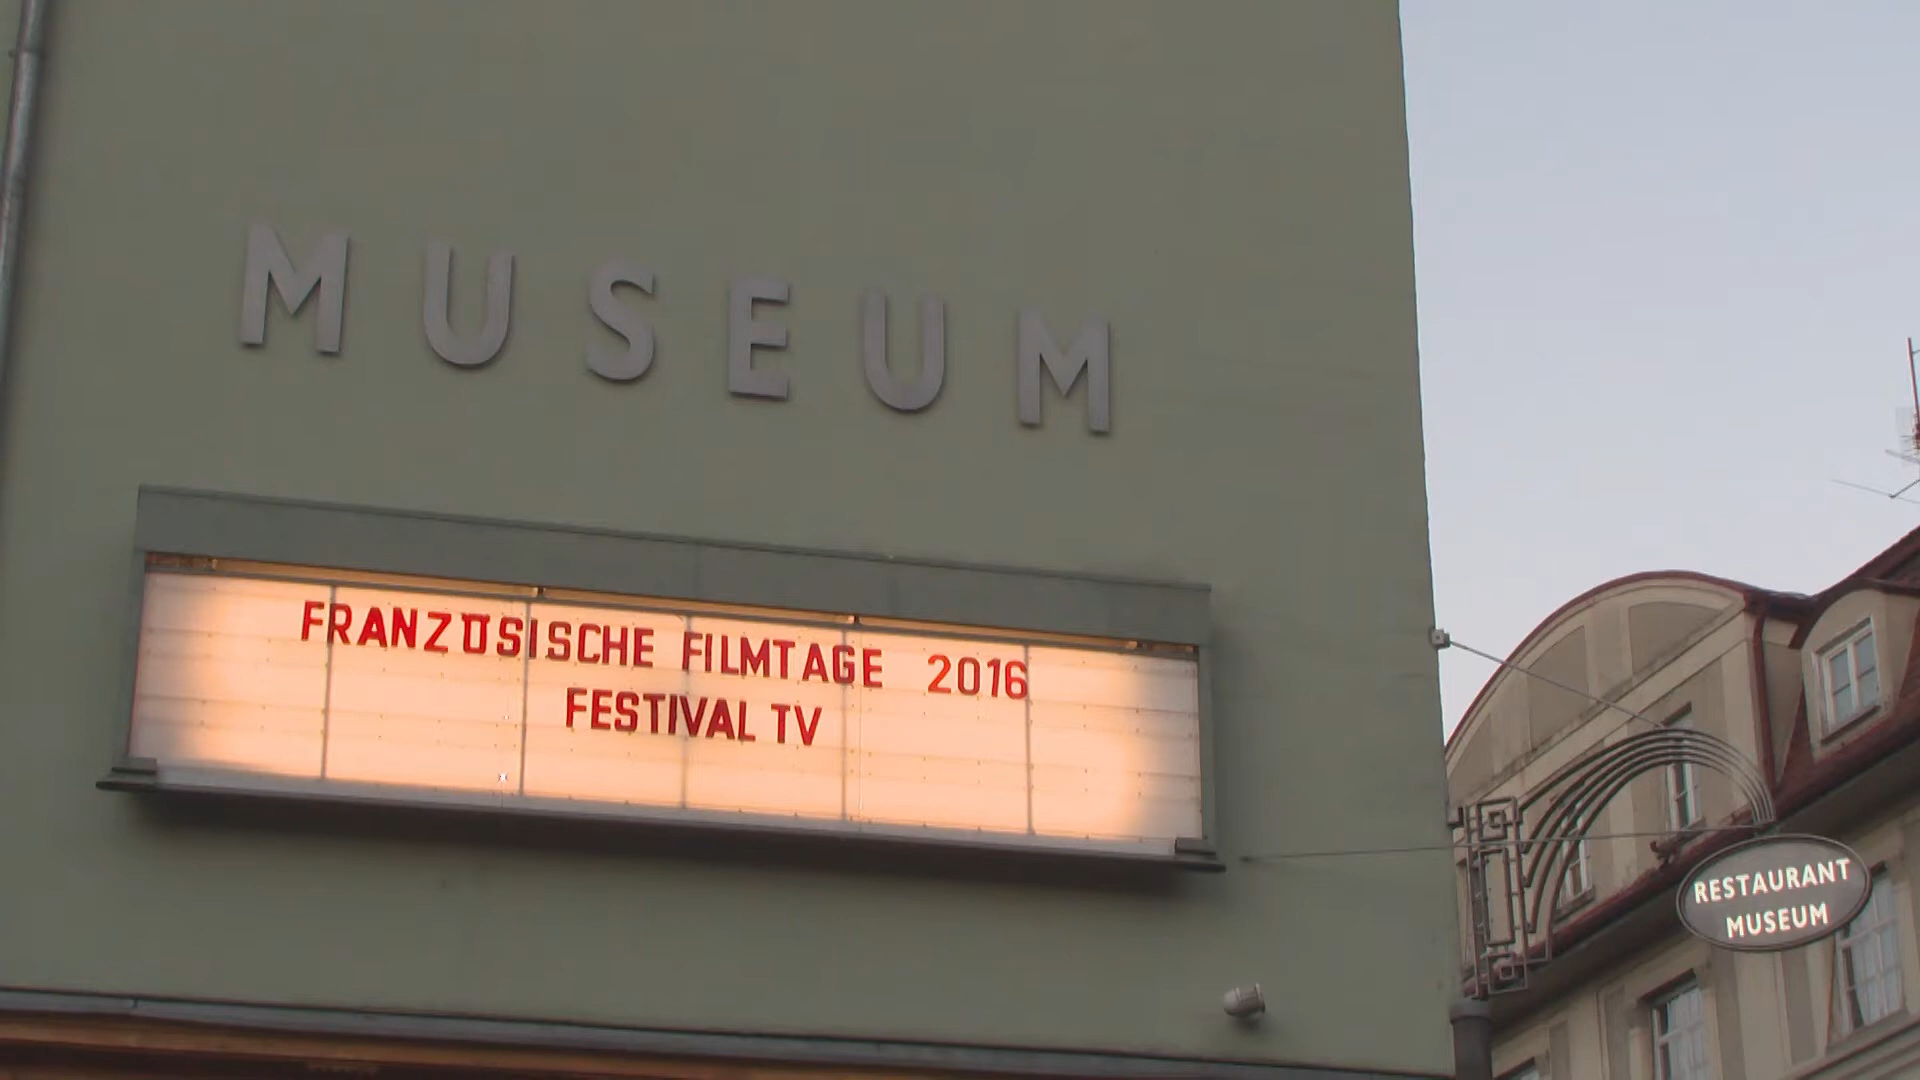 MUSEUM
FRANZÖSISCHE FILMTAGE 2016
FESTIVAL TV
RESTAURANT
MUSEUM